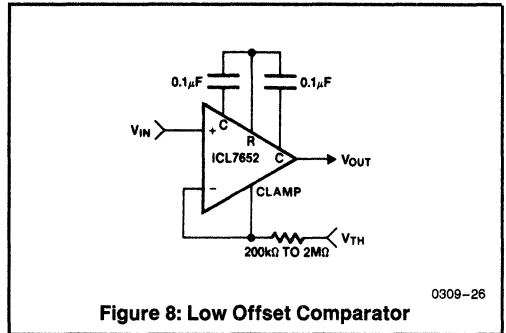 0.1µF 0.1µF
C
R
VIN + C
ICL7652 VOUT
−
CLAMP
VTH
200kΩ TO 2MΩ
0309–26
Figure 8: Low Offset Comparator